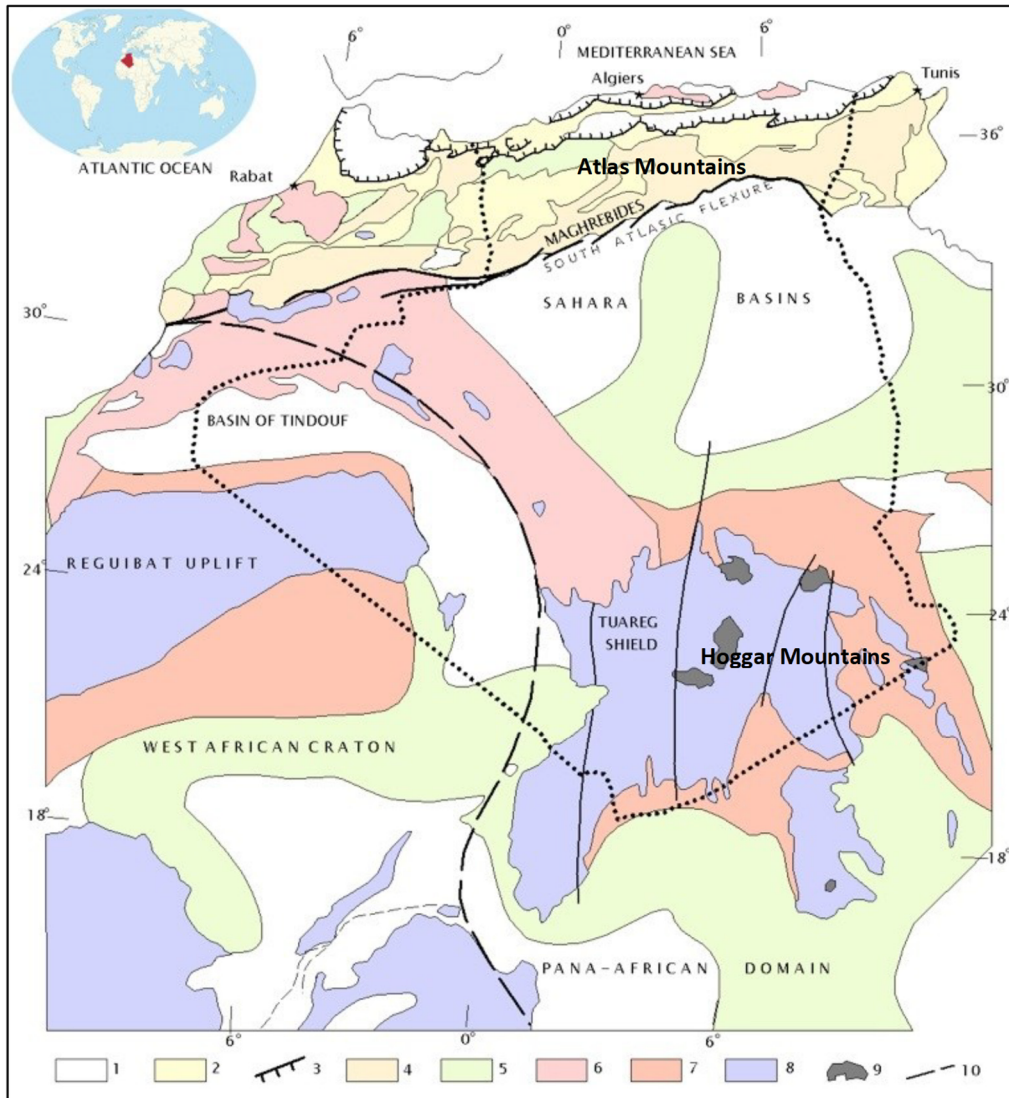 6°
0
6°
MEDITERRANEAN SEA
Algiers
Tunis
36°
ATLANTIC OCEAN
Rabat
Atlas Mountains
MAGHREBIDES
SOUTH ATLASIC FLEXURE
SAHARA BASINS
30°
30°
BASIN OF TINDOUF
REGUIBAT UPLIFT
24°
24°
TUAREG
SHIELD
Hoggar Mountains
WEST AFRICAN CRATON
18°
18°
PANA-AFRICAN DOMAIN
6°
0°
6°
1 2 3 4 5 6 7 8 9 10